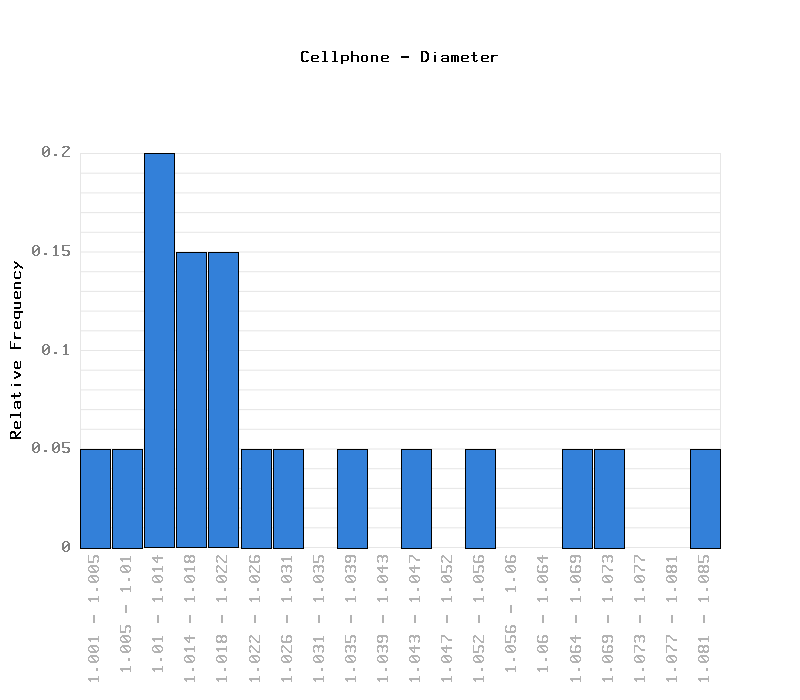 Cellphone - Diameter
Relative Frequency
0.2
0.15
0.1
0.05
0
1.001 - 1.005
1.005 - 1.01
1.01 - 1.014
1.014 - 1.018
1.018 - 1.022
1.022 - 1.026
1.026 - 1.031
1.031 - 1.035
1.035 - 1.039
1.039 - 1.043
1.043 - 1.047
1.047 - 1.052
1.052 - 1.056
1.056 - 1.06
1.06 - 1.064
1.064 - 1.069
1.069 - 1.073
1.073 - 1.077
1.077 - 1.081
1.081 - 1.085